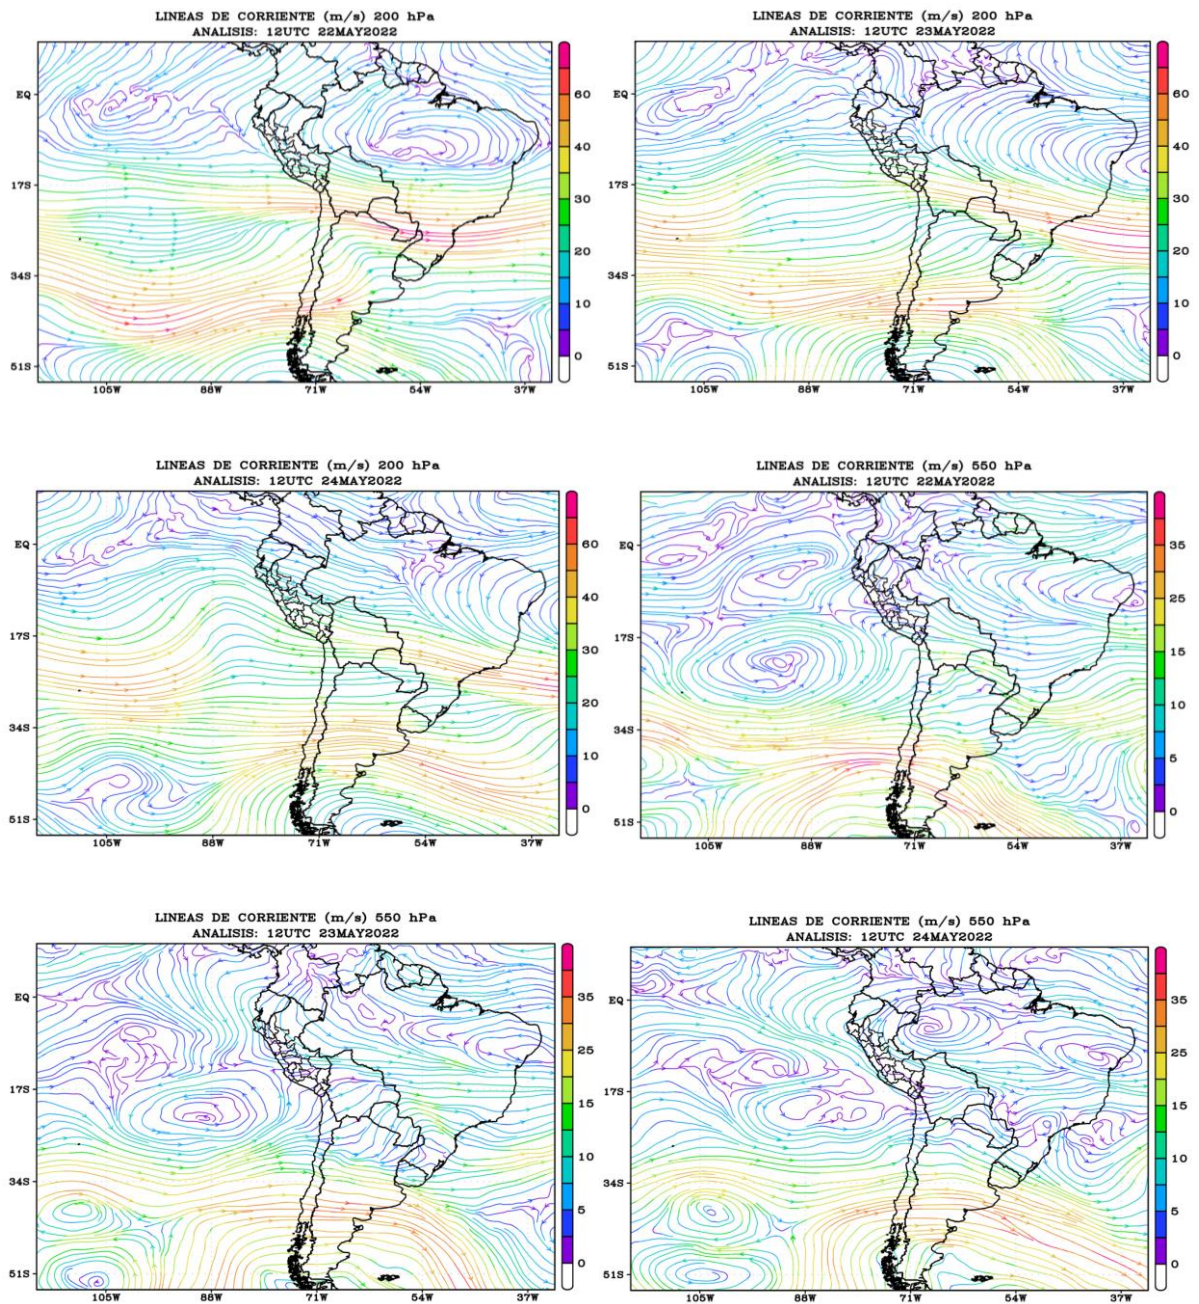 LINEAS DE CORRIENTE (m/s) 200 hPa
ANALISIS: 12UTC 22MAY2022
EQ
17S
34S
51S
105W 88W 71W 54W 37W
60
40
30
20
10
0
LINEAS DE CORRIENTE (m/s) 200 hPa
ANALISIS: 12UTC 23MAY2022
EQ
17S
34S
51S
105W 88W 71W 54W 37W
60
40
30
20
10
0
LINEAS DE CORRIENTE (m/s) 200 hPa
ANALISIS: 12UTC 24MAY2022
EQ
17S
34S
51S
105W 88W 71W 54W 37W
60
40
30
20
10
0
LINEAS DE CORRIENTE (m/s) 550 hPa
ANALISIS: 12UTC 22MAY2022
EQ
17S
34S
51S
105W 88W 71W 54W 37W
35
25
15
10
5
0
LINEAS DE CORRIENTE (m/s) 550 hPa
ANALISIS: 12UTC 23MAY2022
EQ
17S
34S
51S
105W 88W 71W 54W 37W
35
25
15
10
5
0
LINEAS DE CORRIENTE (m/s) 550 hPa
ANALISIS: 12UTC 24MAY2022
EQ
17S
34S
51S
105W 88W 71W 54W 37W
35
25
15
10
5
0